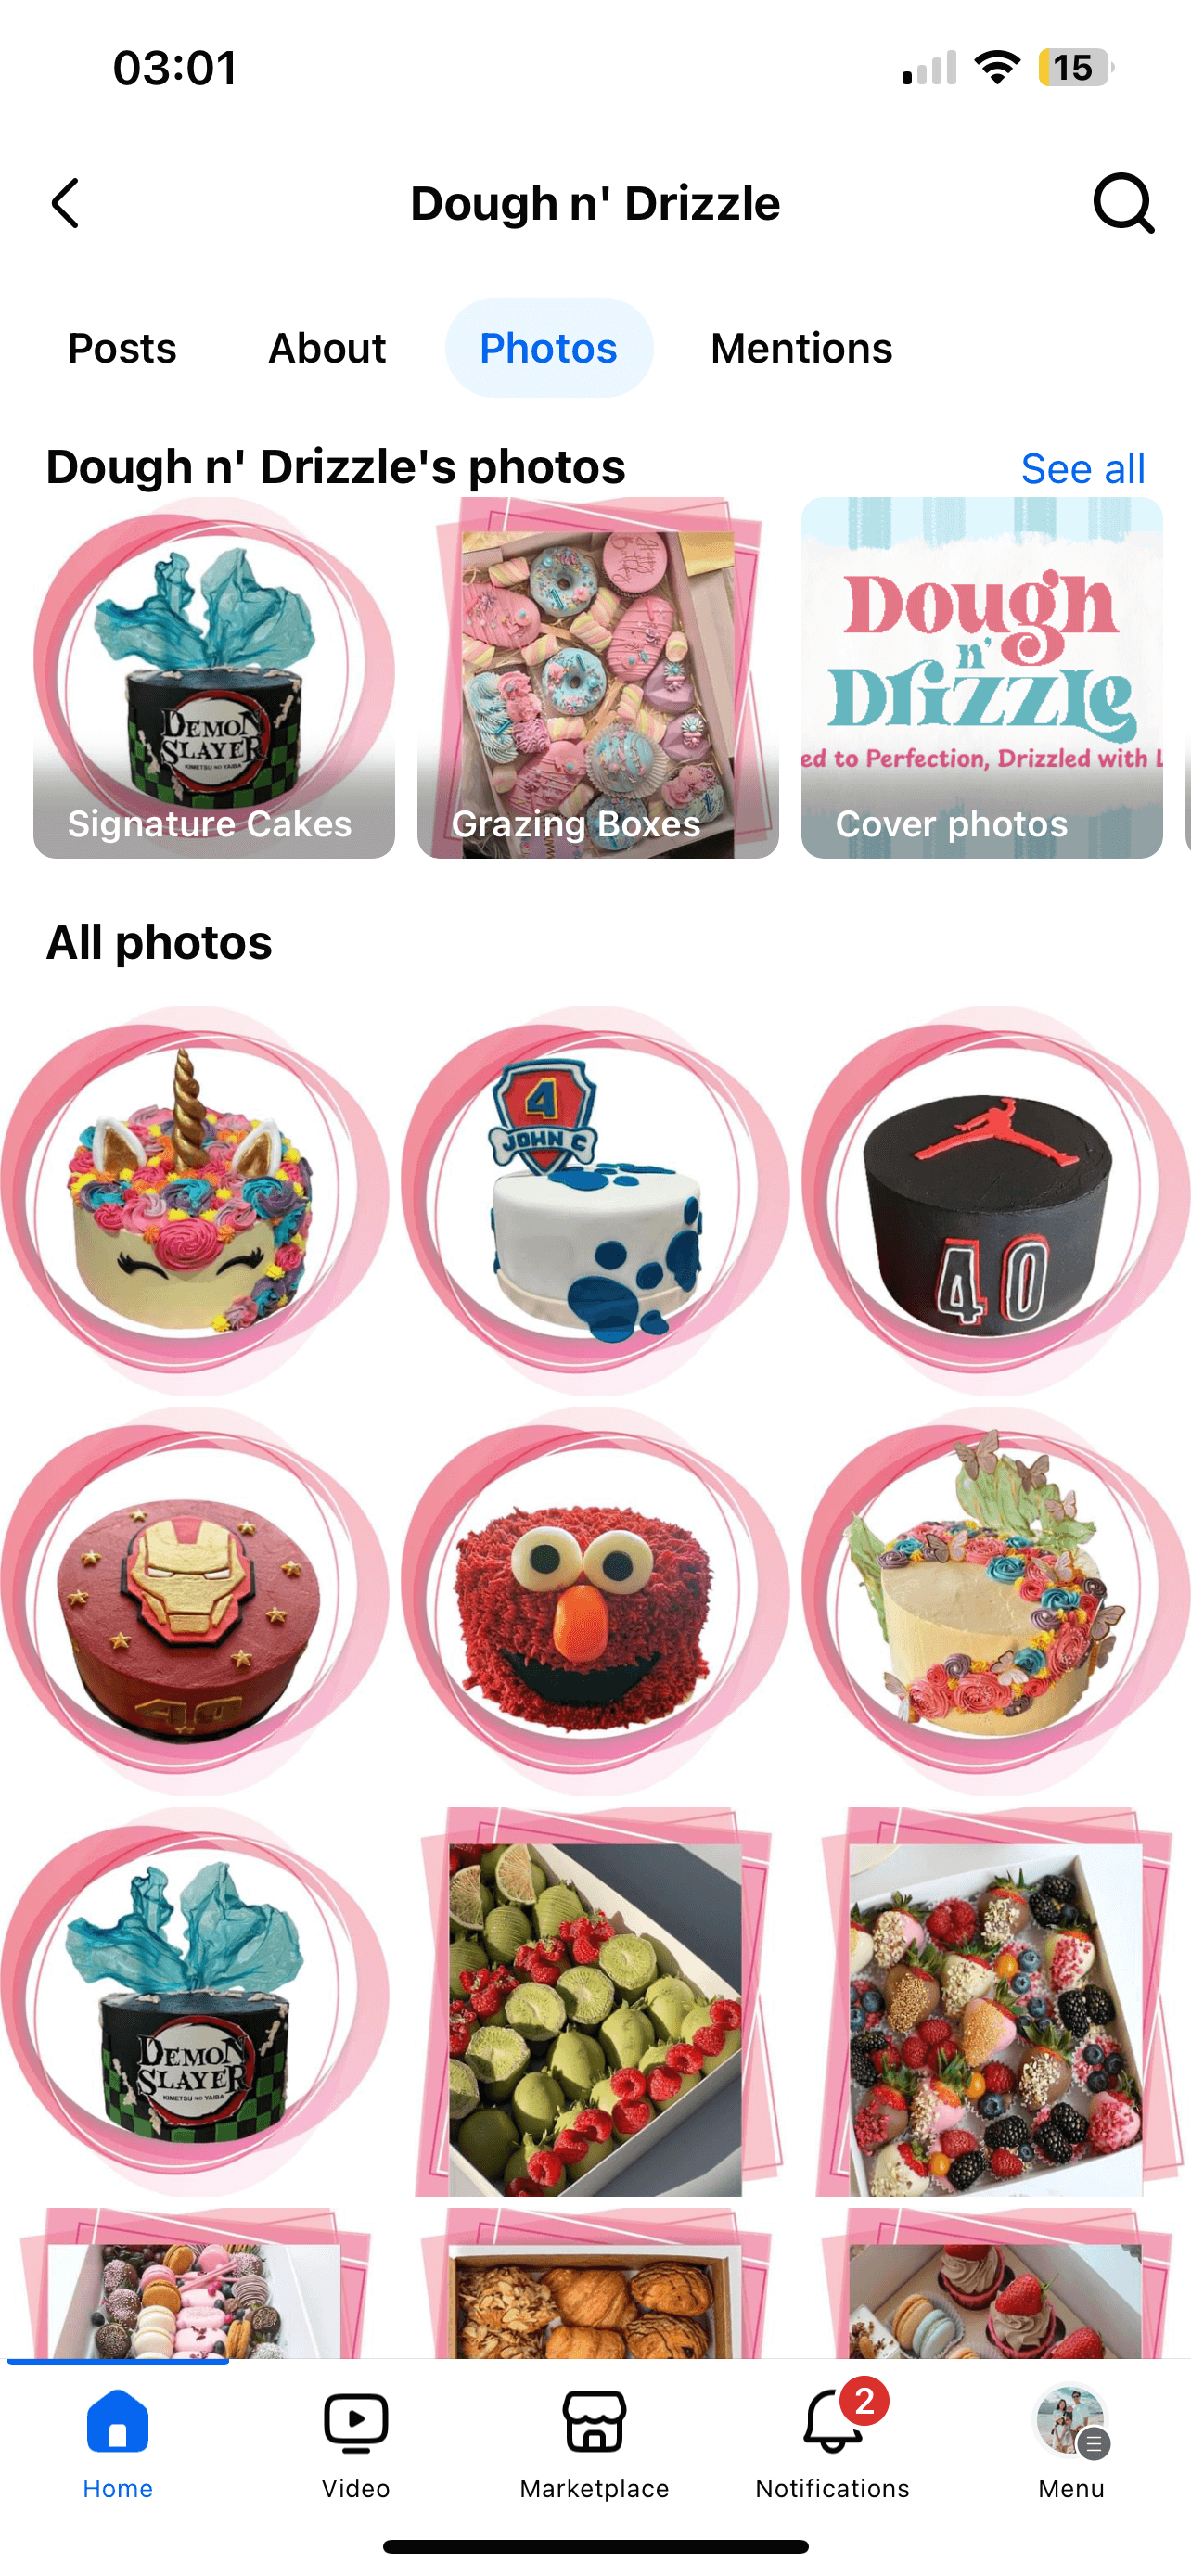 03:01
15
Dough n' Drizzle
Posts
About
Photos
Mentions
Dough n' Drizzle's photos
See all
DEMON
SLAYER
KIMETSU NO YAIBA
Signature Cakes
Grazing Boxes
Dough
n'
Drizzle
ed to Perfection, Drizzled with L
Cover photos
All photos
4
JOHN C
40
40
DEMON
SLAYER
KIMETSU NO YAIBA
Home
Video
Marketplace
2
Notifications
Menu